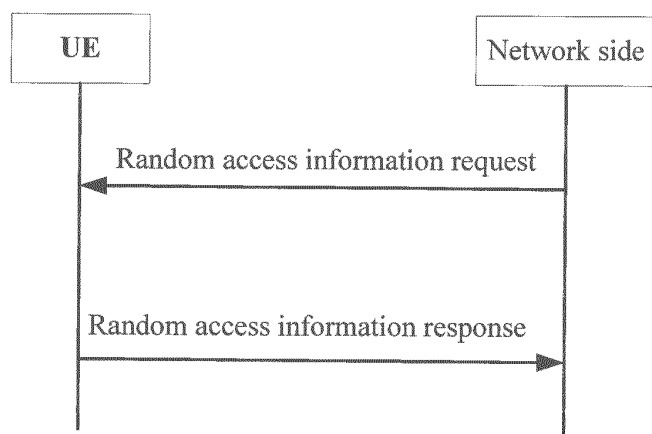 UE
Network side
Random access information request
Random access information response